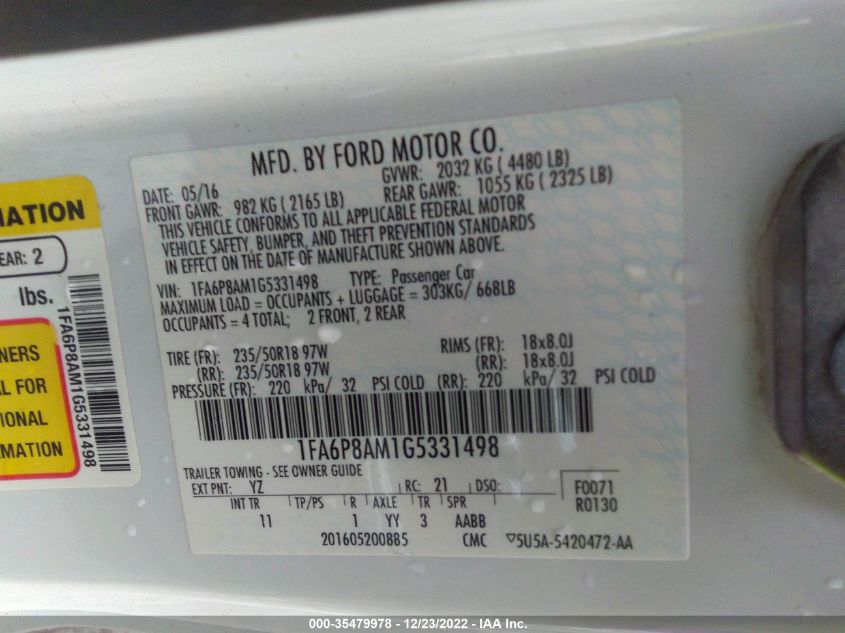 MFD. BY FORD MOTOR CO.
DATE: 05/16
GVWR: 2032 KG ( 4480 LB)
FRONT GAWR: 982 KG ( 2165 LB)
REAR GAWR: 1055 KG ( 2325 LB)
THIS VEHICLE CONFORMS TO ALL APPLICABLE FEDERAL MOTOR
VEHICLE SAFETY, BUMPER, AND THEFT PREVENTION STANDARDS
IN EFFECT ON THE DATE OF MANUFACTURE SHOWN ABOVE.
VIN: 1FA6P8AM1G5331498 TYPE: Passenger Car
MAXIMUM LOAD = OCCUPANTS + LUGGAGE = 303KG/ 668LB
OCCUPANTS = 4 TOTAL; 2 FRONT, 2 REAR
TIRE (FR): 235/50R18 97W RIMS (FR): 18x8.0J
(RR): 235/50R18 97W (RR): 18x8.0J
PRESSURE (FR): 220 kPa/ 32 PSI COLD (RR): 220 kPa/ 32 PSI COLD
1FA6P8AM1G5331498
TRAILER TOWING - SEE OWNER GUIDE
EXT PNT: YZ RC: 21 DSO: F0071
R0130
INT TR TP/PS R AXLE TR SPR
11 1 YY 3 AABB
201605200885 CMC 5U5A-5420472-AA
MATION
EAR: 2
lbs.
1FA6P8AM1G5331498
NERS
AL FOR
IONAL
RMATION
000-35479978 - 12/23/2022 - IAA Inc.